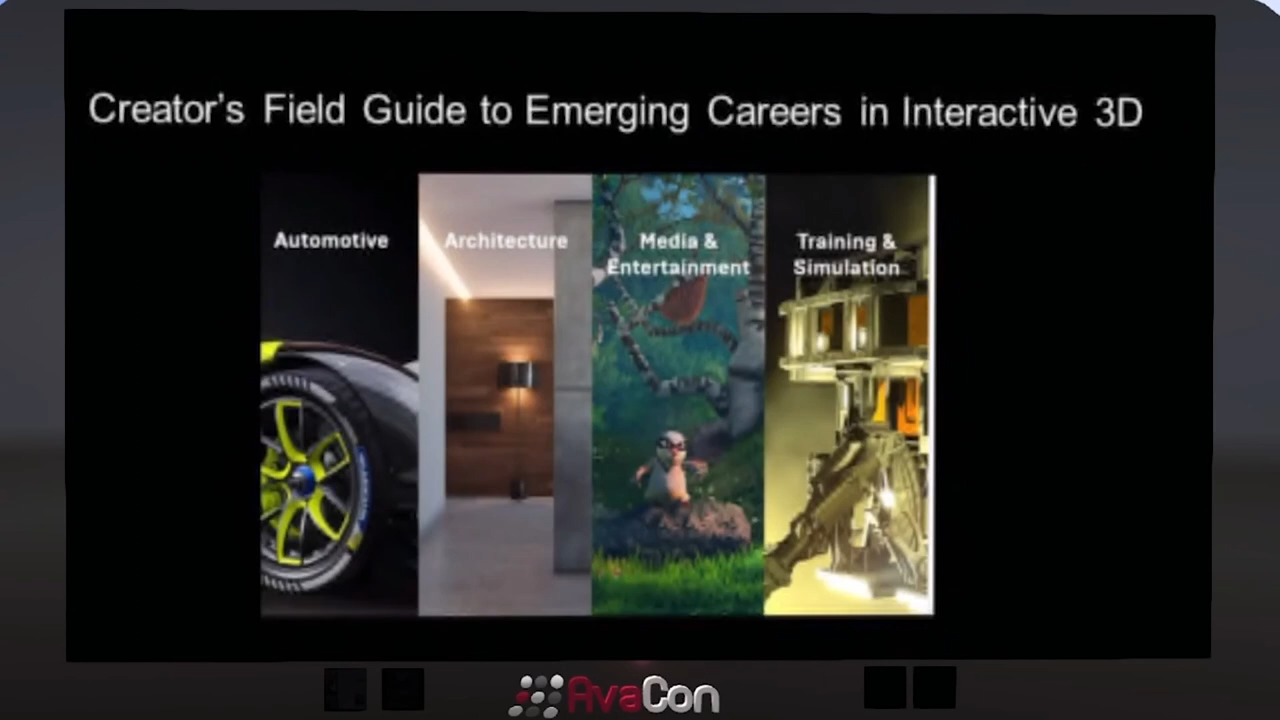 Creator's Field Guide to Emerging Careers in Interactive 3D
Automotive
Architecture
Media &
Entertainment
Training &
Simulation
AvaCon